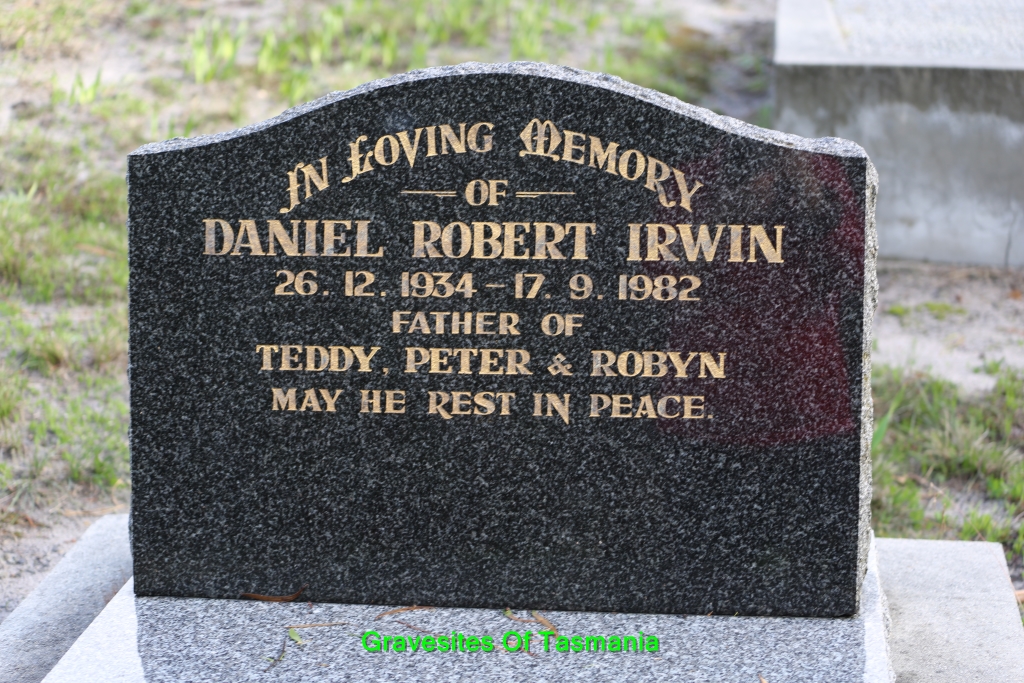 In Loving Memory
OF
DANIEL ROBERT IRWIN
26.12.1934 – 17.9.1982
FATHER OF
TEDDY, PETER & ROBYN
MAY HE REST IN PEACE.
Gravesites Of Tasmania